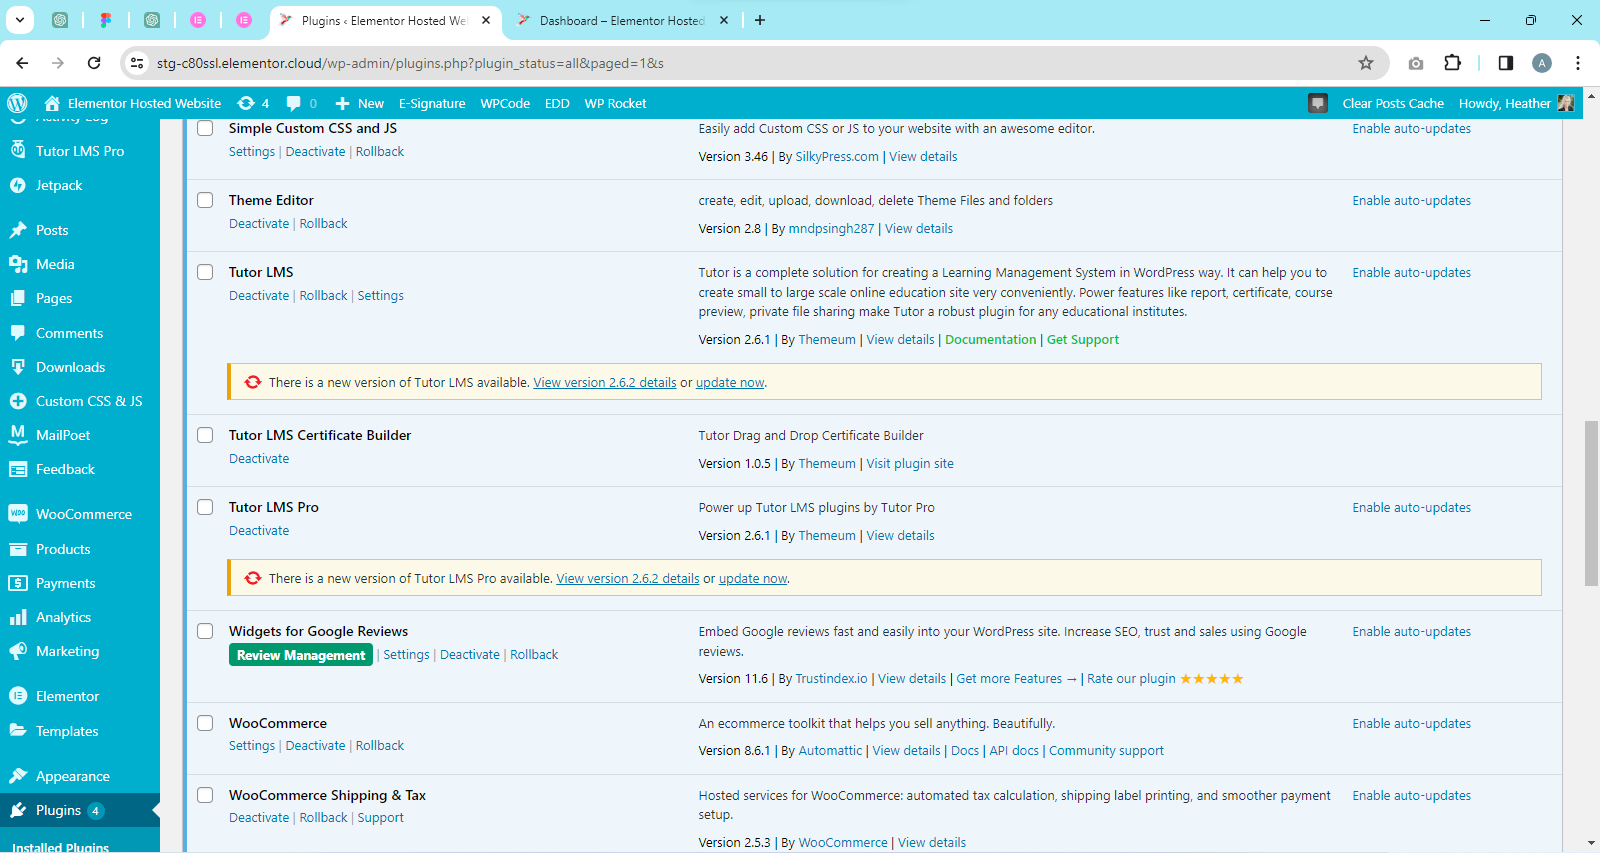 Plugins ‹ Elementor Hosted We
Dashboard – Elementor Hosted
stg-c80ssl.elementor.cloud/wp-admin/plugins.php?plugin_status=all&paged=1&s
A
Elementor Hosted Website 4 0 New E-Signature WPCode EDD WP Rocket Clear Posts Cache Howdy, Heather
Activity Log
Tutor LMS Pro
Jetpack
Posts
Media
Pages
Comments
Downloads
Custom CSS & JS
MailPoet
Feedback
WooCommerce
Products
Payments
Analytics
Marketing
Elementor
Templates
Appearance
Plugins 4
Installed Plugins
Simple Custom CSS and JS
Settings | Deactivate | Rollback
Easily add Custom CSS or JS to your website with an awesome editor.
Version 3.46 | By SilkyPress.com | View details
Enable auto-updates
Theme Editor
Deactivate | Rollback
create, edit, upload, download, delete Theme Files and folders
Version 2.8 | By mndpsingh287 | View details
Enable auto-updates
Tutor LMS
Deactivate | Rollback | Settings
Tutor is a complete solution for creating a Learning Management System in WordPress way. It can help you to
create small to large scale online education site very conveniently. Power features like report, certificate, course
preview, private file sharing make Tutor a robust plugin for any educational institutes.
Version 2.6.1 | By Themeum | View details | Documentation | Get Support
Enable auto-updates
There is a new version of Tutor LMS available. View version 2.6.2 details or update now.
Tutor LMS Certificate Builder
Deactivate
Tutor Drag and Drop Certificate Builder
Version 1.0.5 | By Themeum | Visit plugin site
Tutor LMS Pro
Deactivate
Power up Tutor LMS plugins by Tutor Pro
Version 2.6.1 | By Themeum | View details
Enable auto-updates
There is a new version of Tutor LMS Pro available. View version 2.6.2 details or update now.
Widgets for Google Reviews
Review Management | Settings | Deactivate | Rollback
Embed Google reviews fast and easily into your WordPress site. Increase SEO, trust and sales using Google
reviews.
Version 11.6 | By Trustindex.io | View details | Get more Features → | Rate our plugin ★★★★★
Enable auto-updates
WooCommerce
Settings | Deactivate | Rollback
An ecommerce toolkit that helps you sell anything. Beautifully.
Version 8.6.1 | By Automattic | View details | Docs | API docs | Community support
Enable auto-updates
WooCommerce Shipping & Tax
Deactivate | Rollback | Support
Hosted services for WooCommerce: automated tax calculation, shipping label printing, and smoother payment
setup.
Version 2.5.3 | By WooCommerce | View details
Enable auto-updates